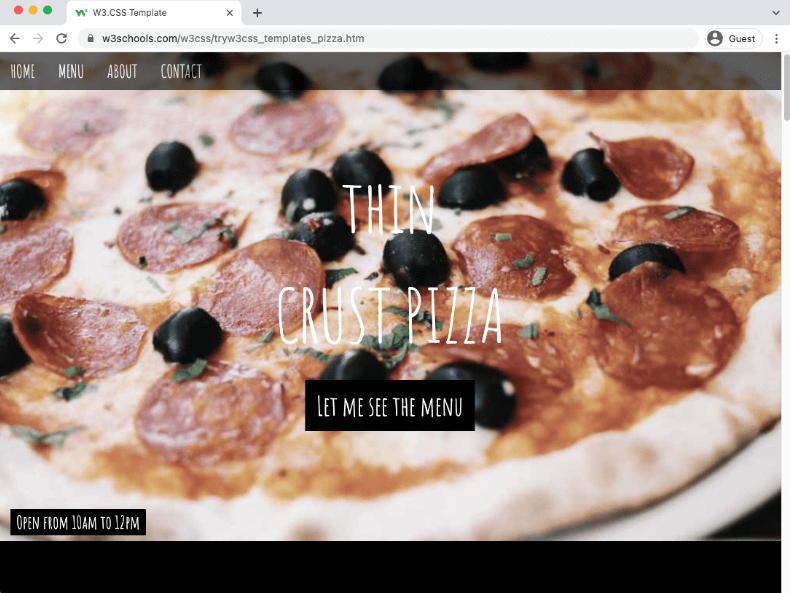 W3.CSS Template
w3schools.com/w3css/tryw3css_templates_pizza.htm
Guest
HOME MENU ABOUT CONTACT
THIN
CRUST PIZZA
LET ME SEE THE MENU
OPEN FROM 10AM TO 12PM